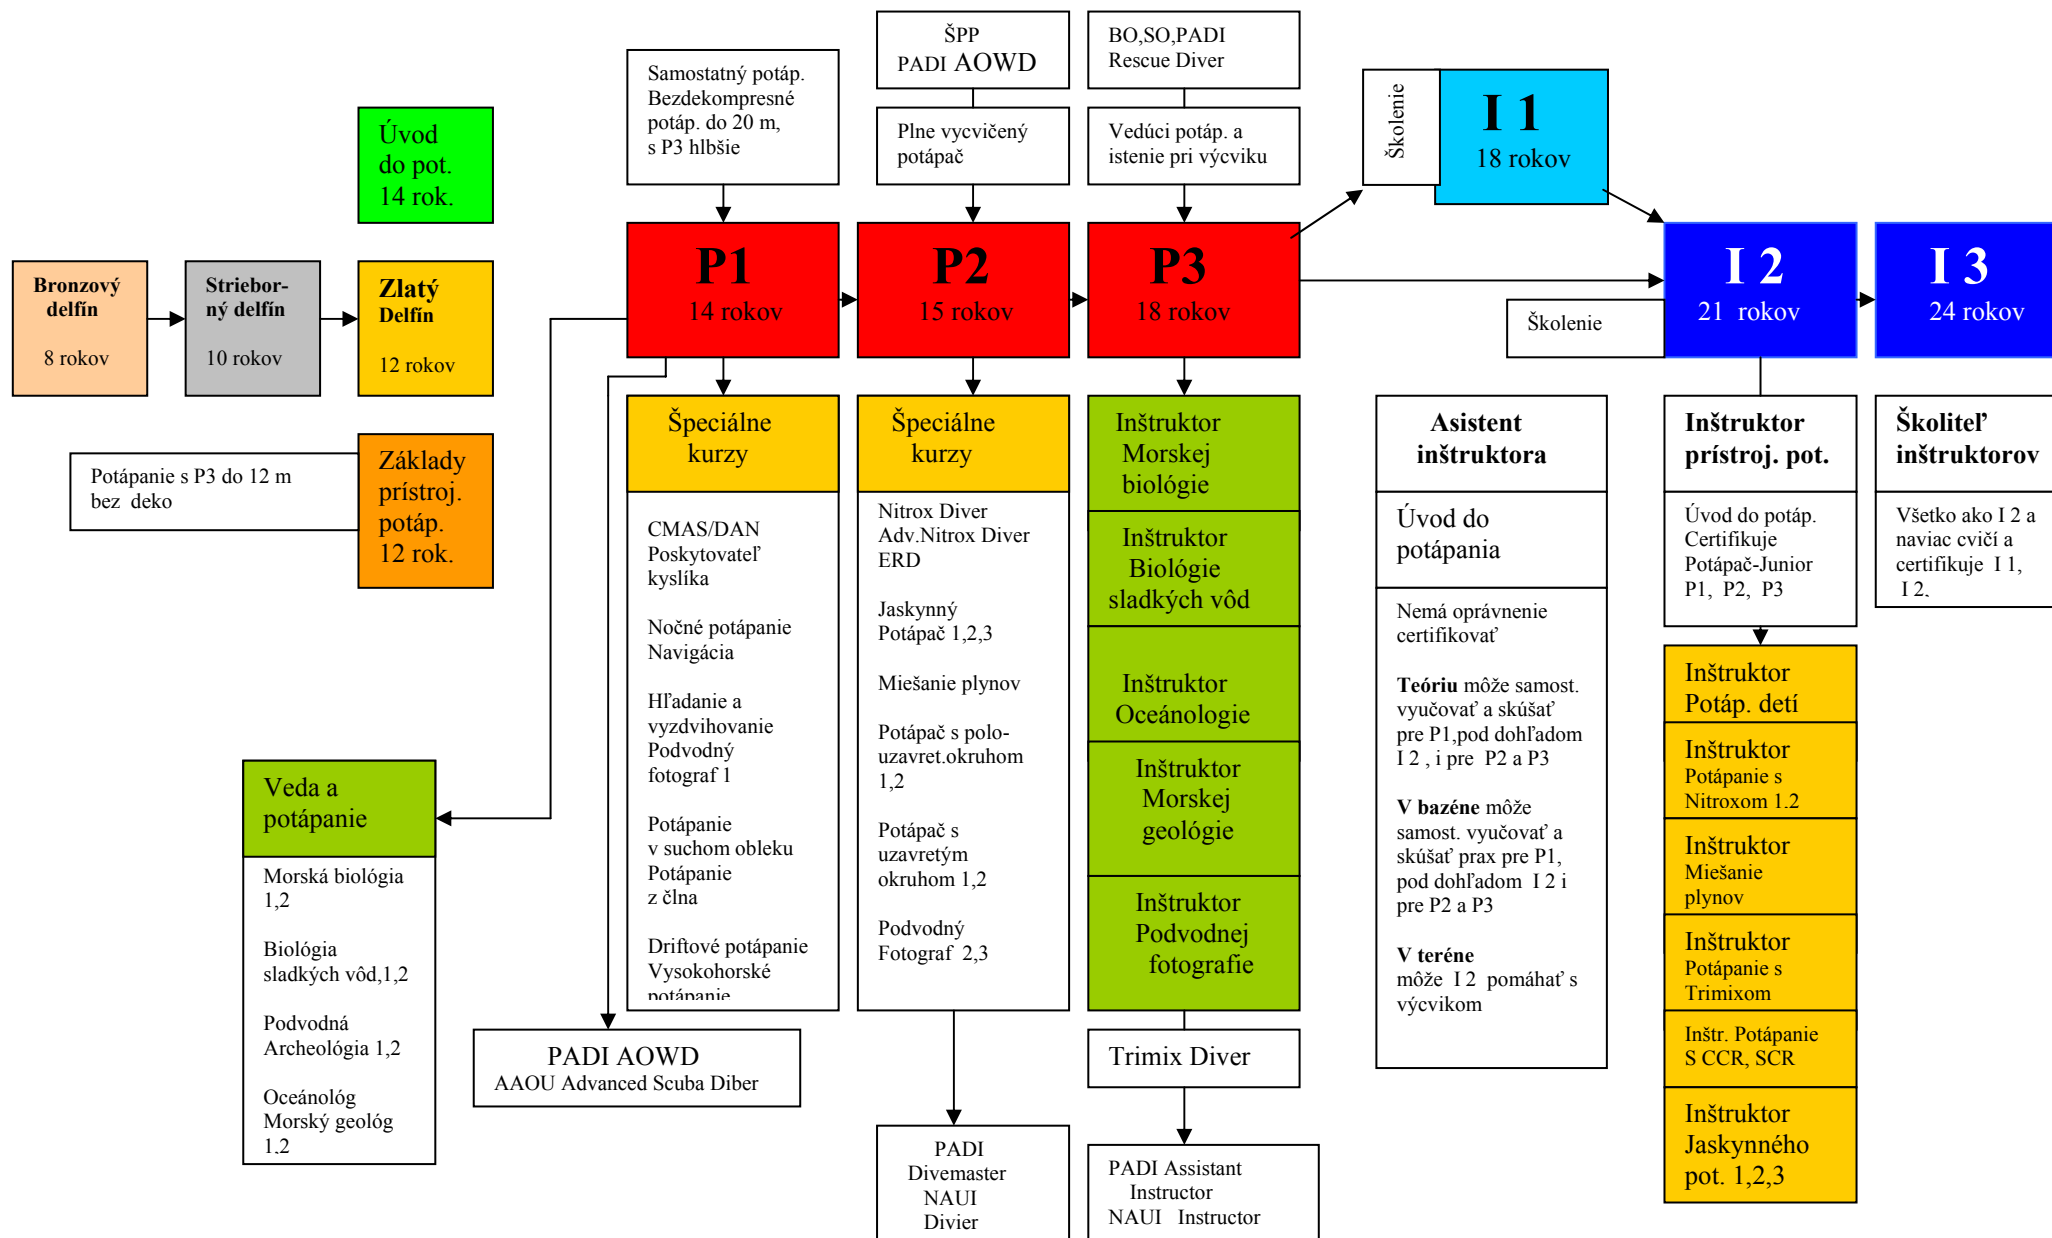 ŠPP
PADI AOWD
BO,SO,PADI
Rescue Diver
Samostatný potáp.
Bezdekompresné
potáp. do 20 m,
s P3 hlbšie
Plne vycvičený
potápač
Vedúci potáp. a
istenie pri výcviku
Školenie
I 1
18 rokov
Úvod
do pot.
14 rok.
Bronzový
delfín
8 rokov
Striebor-
ný delfín
10 rokov
Zlatý
Delfín
12 rokov
P1
14 rokov
P2
15 rokov
P3
18 rokov
I 2
21 rokov
I 3
24 rokov
Školenie
Potápanie s P3 do 12 m
bez deko
Základy
prístroj.
potáp.
12 rok.
Špeciálne
kurzy
CMAS/DAN
Poskytovateľ
kyslíka
Nočné potápanie
Navigácia
Hľadanie a
vyzdvihovanie
Podvodný
fotograf 1
Potápanie
v suchom obleku
Potápanie
z člna
Driftové potápanie
Vysokohorské
potápanie
Špeciálne
kurzy
Nitrox Diver
Adv.Nitrox Diver
ERD
Jaskynný
Potápač 1,2,3
Miešanie plynov
Potápač s polo-
uzavret.okruhom
1,2
Potápač s
uzavretým
okruhom 1,2
Podvodný
Fotograf 2,3
Inštruktor
Morskej
biológie
Inštruktor
Biológie
sladkých vôd
Inštruktor
Oceánologie
Inštruktor
Morskej
geológie
Inštruktor
Podvodnej
fotografie
Asistent
inštruktora
Úvod do
potápania
Nemá oprávnenie
certifikovať
Teóriu môže samost.
vyučovať a skúšať
pre P1,pod dohľadom
I 2 , i pre P2 a P3
V bazéne môže
samost. vyučovať a
skúšať prax pre P1,
pod dohľadom I 2 i
pre P2 a P3
V teréne
môže I 2 pomáhať s
výcvikom
Inštruktor
prístroj. pot.
Úvod do potáp.
Certifikuje
Potápač-Junior
P1, P2, P3
Školiteľ
inštruktorov
Všetko ako I 2 a
naviac cvičí a
certifikuje I 1,
I 2,
Inštruktor
Potáp. detí
Inštruktor
Potápanie s
Nitroxom 1.2
Inštruktor
Miešanie
plynov
Inštruktor
Potápanie s
Trimixom
Inštr. Potápanie
S CCR, SCR
Inštruktor
Jaskynného
pot. 1,2,3
Veda a
potápanie
Morská biológia
1,2
Biológia
sladkých vôd,1,2
Podvodná
Archeológia 1,2
Oceánológ
Morský geológ
1,2
PADI AOWD
AAOU Advanced Scuba Diber
Trimix Diver
PADI
Divemaster
NAUI
Divier
PADI Assistant
Instructor
NAUI Instructor